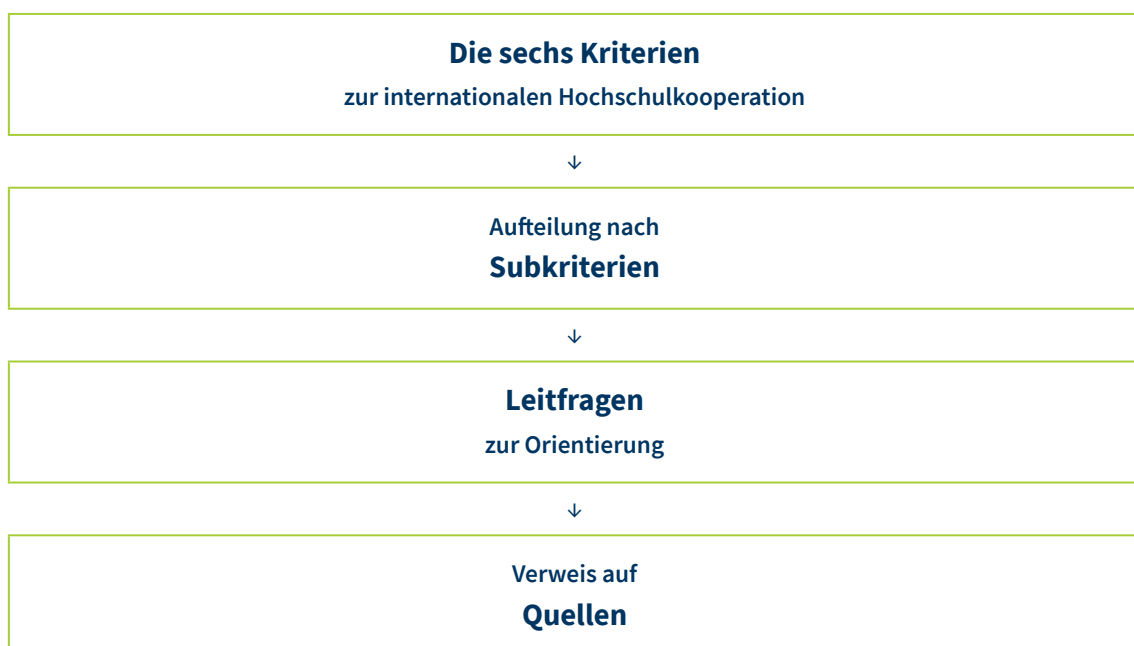 Die sechs Kriterien
zur internationalen Hochschulkooperation
↓
Aufteilung nach
Subkriterien
↓
Leitfragen
zur Orientierung
↓
Verweis auf
Quellen